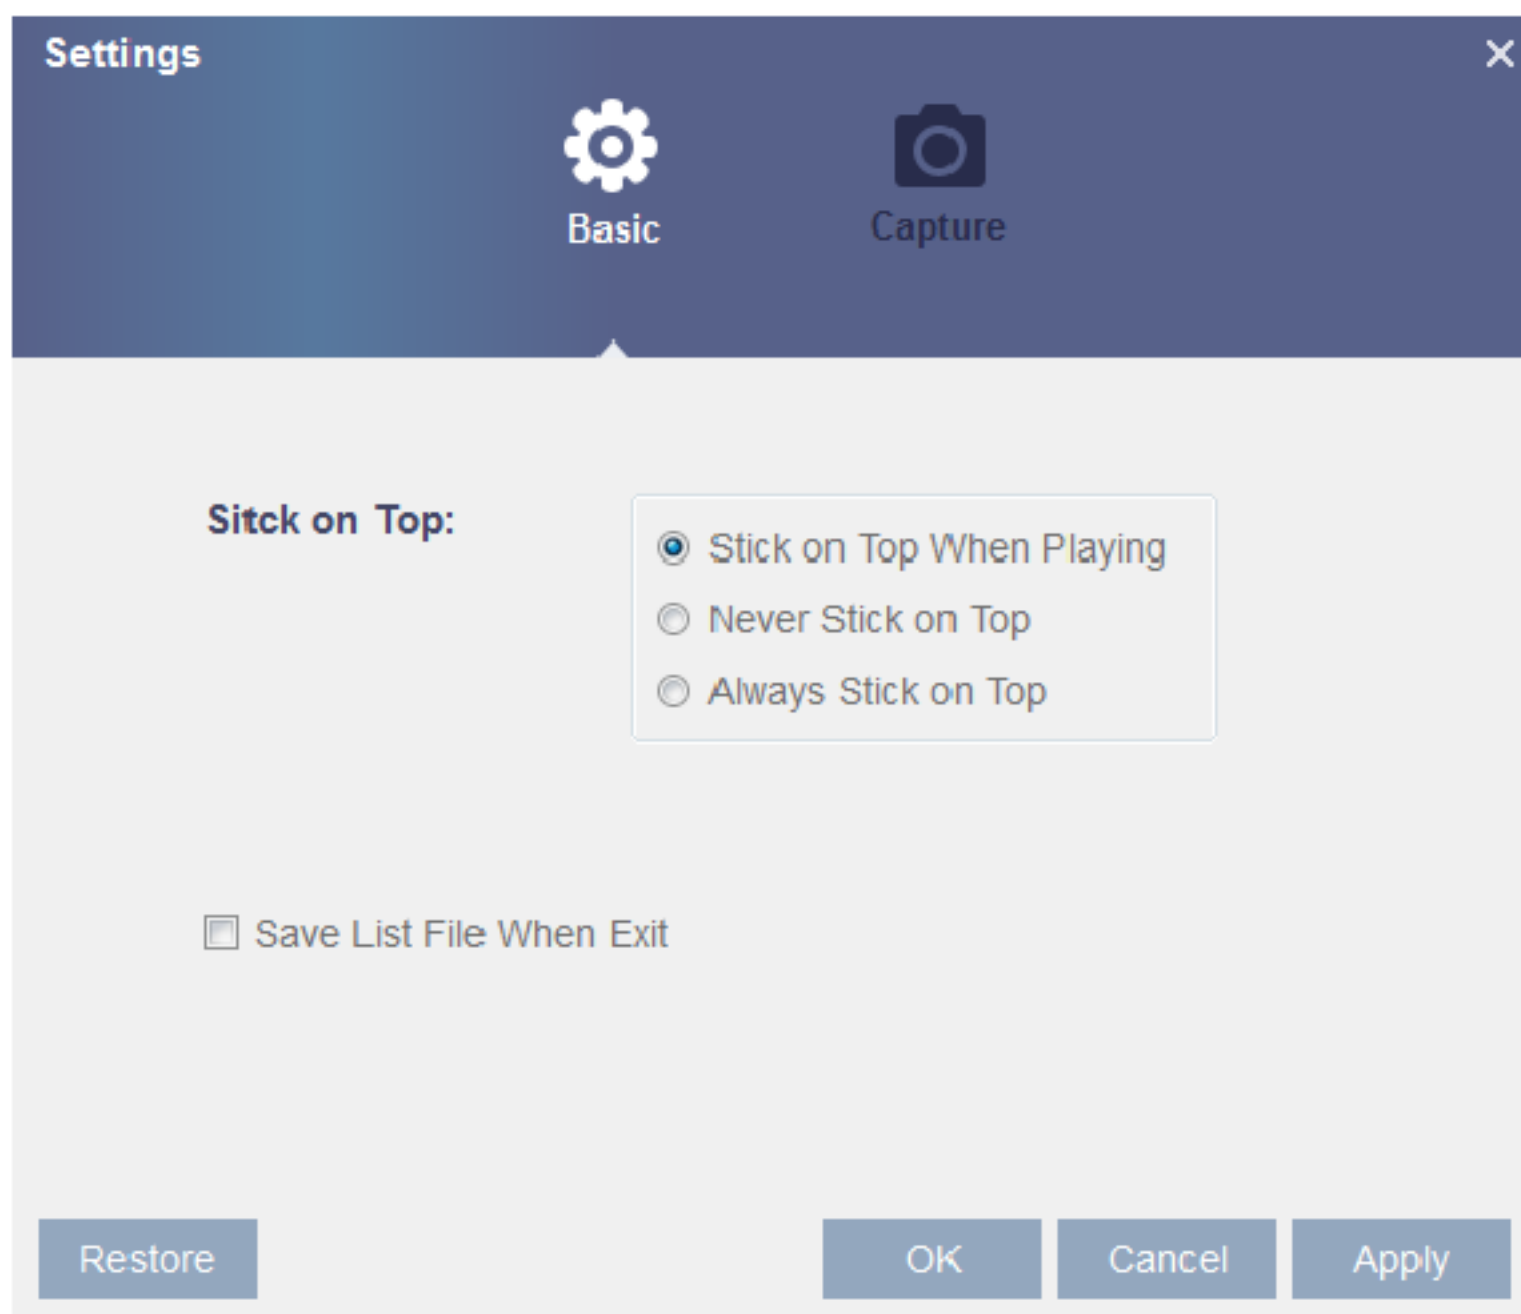 Settings
Basic
Capture
Sitck on Top:
Stick on Top When Playing
Never Stick on Top
Always Stick on Top
Save List File When Exit
Restore
OK
Cancel
Apply